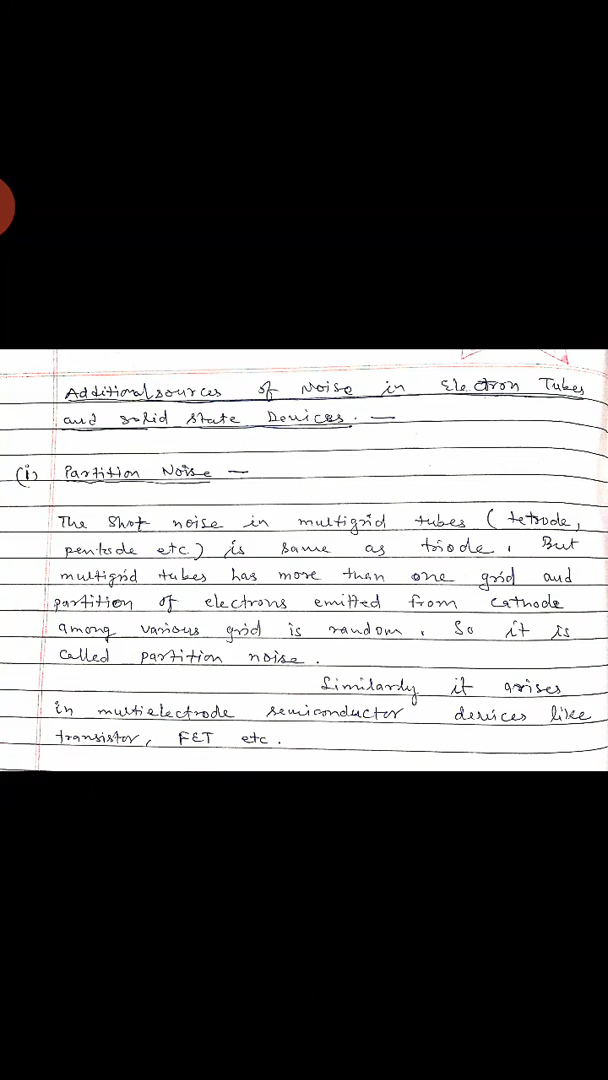 Additional sources of Noise in Electron Tubes
and solid state Devices. —
(i) Partition Noise —
The Shot noise in multigrid tubes (tetrode,
pentode etc.) is same as triode. But
multigrid tubes has more than one grid and
partition of electrons emitted from cathode
among various grid is random. So it is
called partition noise.
Similarly it arises
in multielectrode semiconductor devices like
transistor, FET etc.